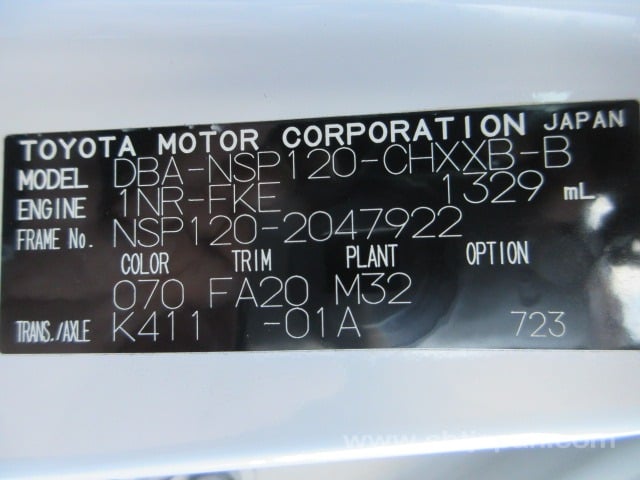 TOYOTA MOTOR CORPORATION JAPAN
MODEL DBA-NSP120-CHXXB-B
ENGINE 1NR-FKE 1329 mL
FRAME No. NSP120-2047922
COLOR TRIM PLANT OPTION
070 FA20 M32
TRANS./AXLE K411 -01A 723